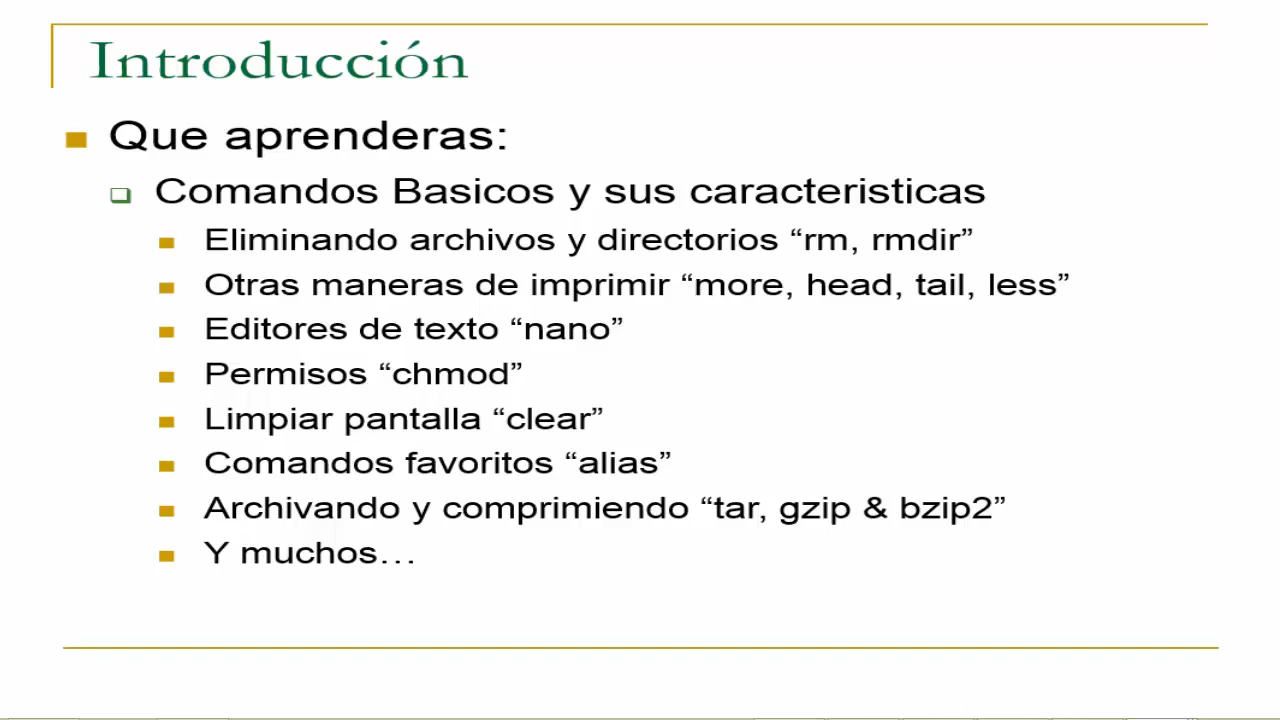 Introducción
Que aprenderas:
Comandos Basicos y sus caracteristicas
Eliminando archivos y directorios “rm, rmdir”
Otras maneras de imprimir “more, head, tail, less”
Editores de texto “nano”
Permisos “chmod”
Limpiar pantalla “clear”
Comandos favoritos “alias”
Archivando y comprimiendo “tar, gzip & bzip2”
Y muchos…